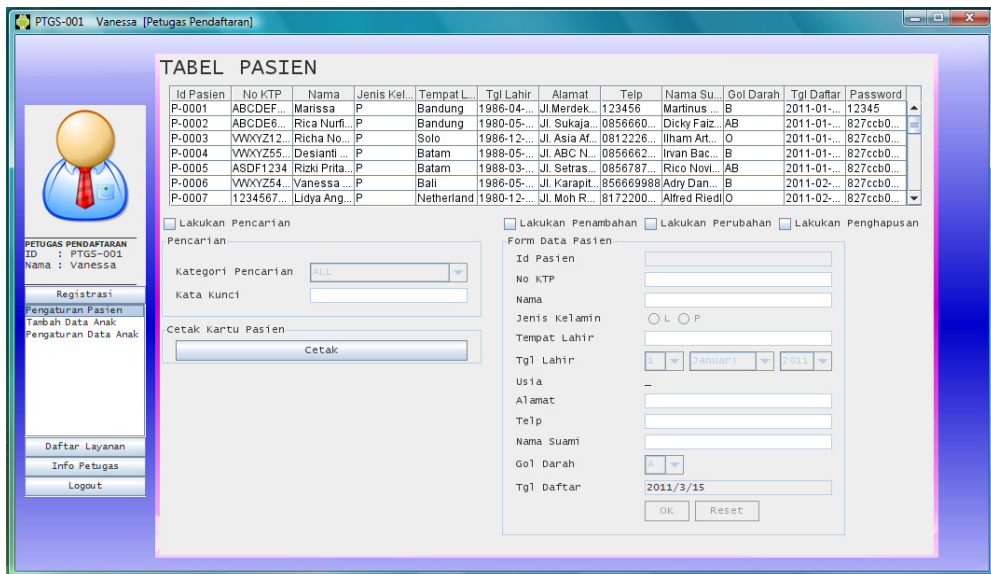 PTGS-001 Vanessa [Petugas Pendaftaran]
TABEL PASIEN
Id Pasien No KTP Nama Jenis Kel... Tempat L... Tgl Lahir Alamat Telp Nama Su... Gol Darah Tgl Daftar Password
P-0001 ABCDEF... Marissa P Bandung 1986-04-... Jl.Merdek... 123456 Martinus ... B 2011-01-... 12345
P-0002 ABCDE6... Rica Nurfi... P Bandung 1980-05-... Jl. Sukaja... 0856660... Dicky Faiz... AB 2011-01-... 827ccb0...
P-0003 VWXYZ12... Richa No... P Solo 1986-12-... Jl. Asia Af... 0812226... Ilham Art... O 2011-01-... 827ccb0...
P-0004 VWXYZ55... Desianti ... P Batam 1988-05-... Jl. ABC N... 0856662... Irvan Bac... B 2011-01-... 827ccb0...
P-0005 ASDF1234 Rizki Prita... P Batam 1988-03-... Jl. Setras... 0856787... Rico Novi... AB 2011-01-... 827ccb0...
P-0006 VWXYZ54... Vanessa ... P Bali 1986-05-... Jl. Karapit... 856669988 Adry Dan... B 2011-02-... 827ccb0...
P-0007 1234567... Lidya Ang... P Netherland 1980-12-... Jl. Moh R... 8172200... Alfred Riedl O 2011-02-... 827ccb0...
Lakukan Pencarian
Lakukan Penambahan Lakukan Perubahan Lakukan Penghapusan
PETUGAS PENDAFTARAN
ID : PTGS-001
Nama : Vanessa
Registrasi
Pengaturan Pasien
Tambah Data Anak
Pengaturan Data Anak
Daftar Layanan
Info Petugas
Logout
Pencarian
Kategori Pencarian ALL
Kata Kunci
Cetak Kartu Pasien
Cetak
Form Data Pasien
Id Pasien
No KTP
Nama
Jenis Kelamin L P
Tempat Lahir
Tgl Lahir 1 Januari 2011
Usia _
Alamat
Telp
Nama Suami
Gol Darah A
Tgl Daftar 2011/3/15
OK Reset